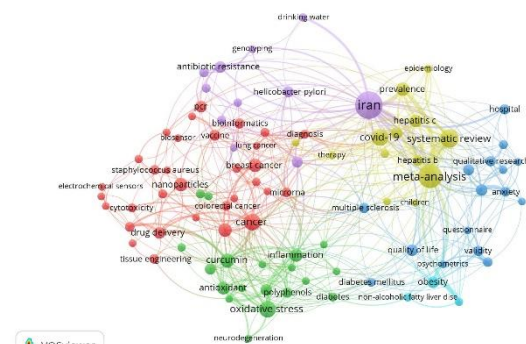 drinking water
genotyping
antibiotic resistance
epidemiology
helicobacter pylori
prevalence
iran
hospital
pcr
bioinformatics
hepatitis c
biosensor
vaccine
diagnosis
covid-19
systematic review
lung cancer
therapy
hepatitis b
qualitative research
staphylococcus aureus
breast cancer
meta-analysis
electrochemical sensors
nanoparticles
microrna
anxiety
cytotoxicity
colorectal cancer
children
multiple sclerosis
cancer
drug delivery
questionnaire
tissue engineering
curcumin
inflammation
quality of life
validity
psychometrics
antioxidant
polyphenols
diabetes mellitus
obesity
diabetes
non-alcoholic fatty liver dise
oxidative stress
neurodegeneration
VOSviewer